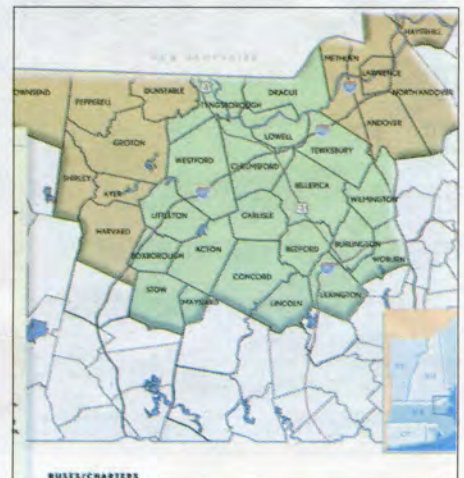 HAVERHILL
METHUEN
NEW HAMPSHIRE
LAWRENCE
DUNSTABLE
DRACUT
OWNSEND
PEPPERELL
TYNGSBOROUGH
NORTH ANDOVER
LOWELL
ANDOVER
GROTON
TEWKSBURY
WESTFORD
CHELMSFORD
SHIRLEY
BILLERICA
AYER
WILMINGTON
LITTLETON
CARLISLE
HARVARD
BURLINGTON
BOXBOROUGH
ACTON
BEDFORD
WOBURN
CONCORD
STOW
MAYNARD
LINCOLN
LEXINGTON
BUSES/CHARTERS